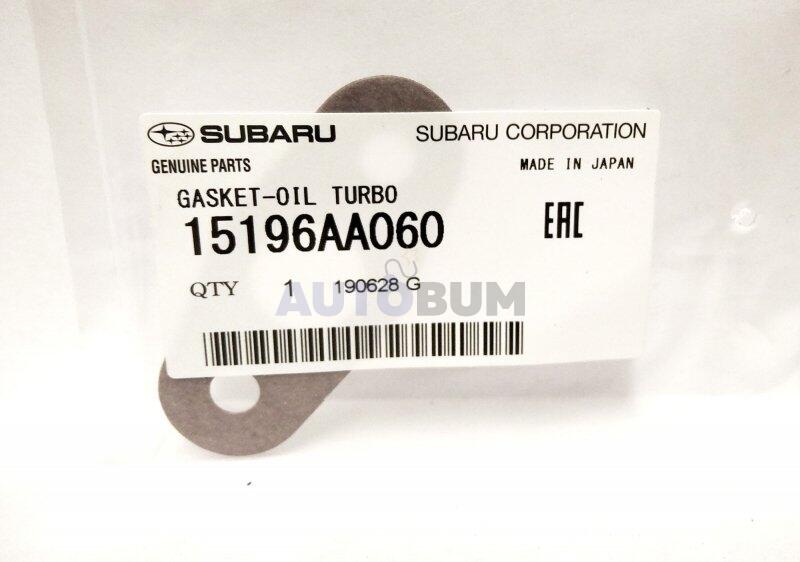 SUBARU SUBARU CORPORATION
GENUINE PARTS MADE IN JAPAN
GASKET-OIL TURBO
15196AA060 EAC
QTY 1 190628 G
AUTOBUM